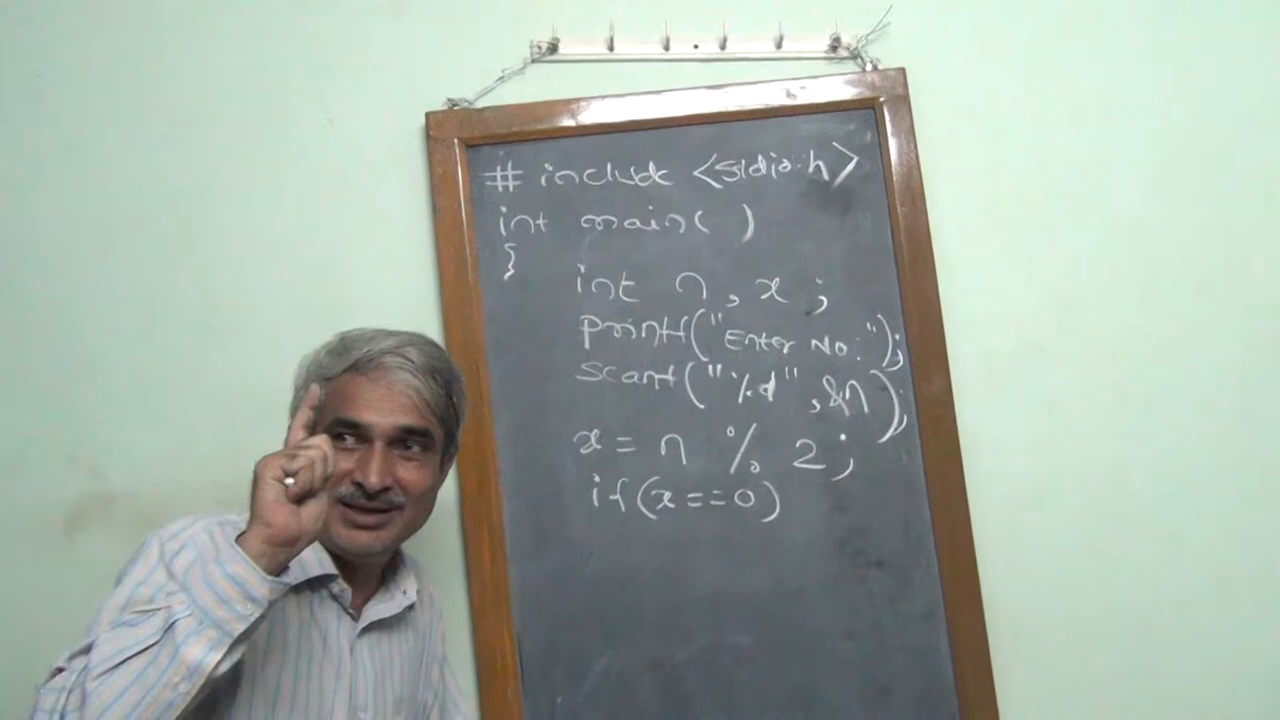 # include <stdio.h>
int main( )
{
int n, x ;
printf("Enter No:");
scanf("%d", &n);
x = n % 2;
if(x==0)